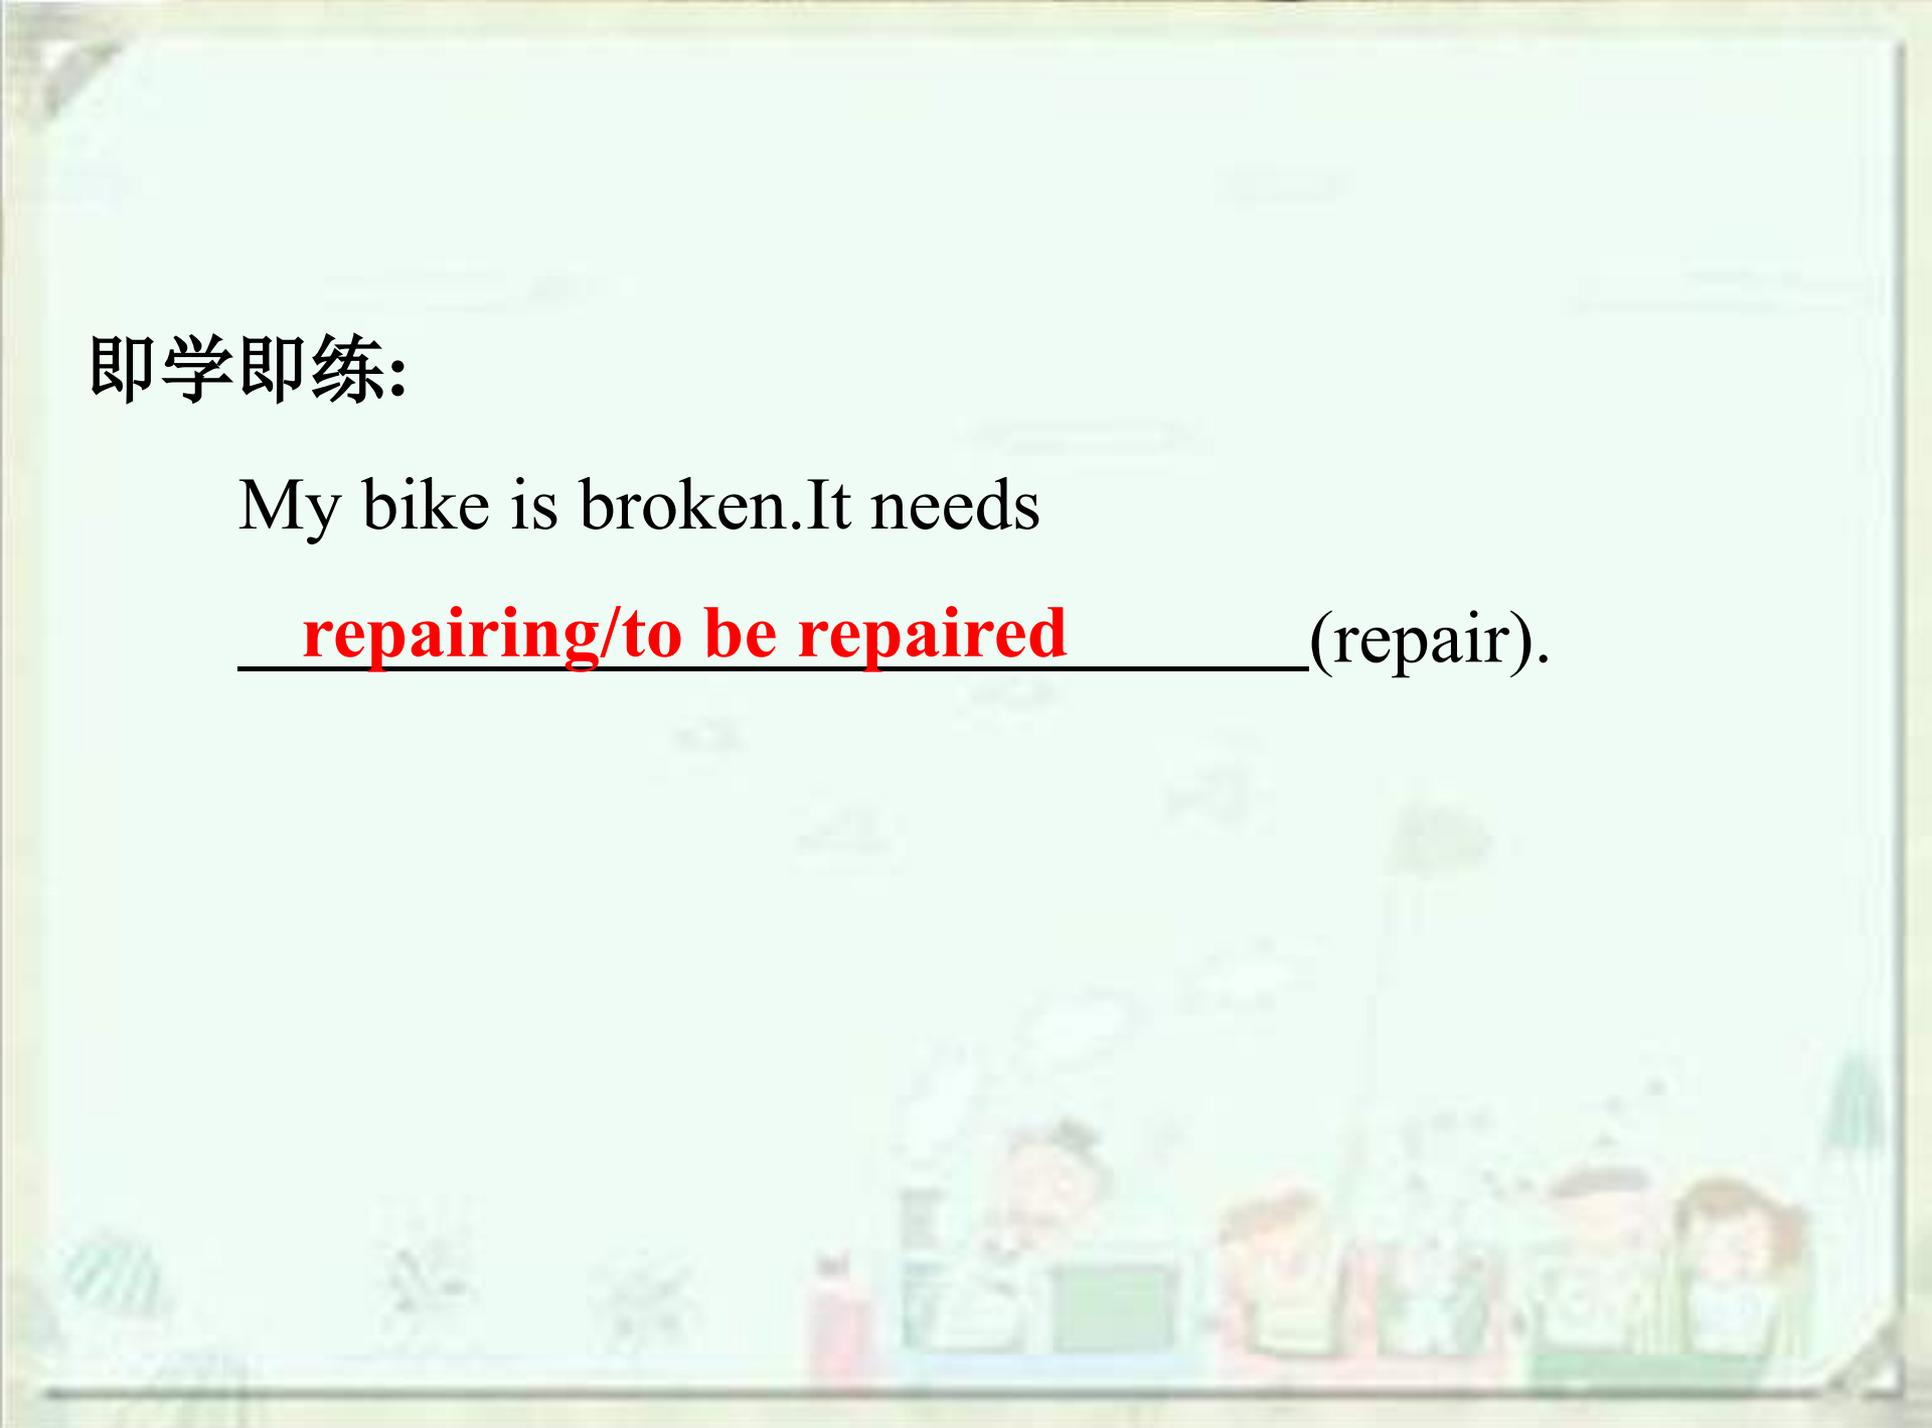 即学即练:
My bike is broken.It needs
repairing/to be repaired(repair).